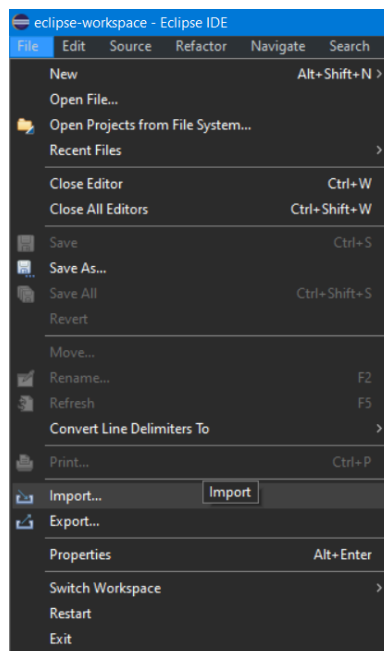 eclipse-workspace - Eclipse IDE
File Edit Source Refactor Navigate Search
New Alt+Shift+N >
Open File...
Open Projects from File System...
Recent Files >
Close Editor Ctrl+W
Close All Editors Ctrl+Shift+W
Save Ctrl+S
Save As...
Save All Ctrl+Shift+S
Revert
Move...
Rename... F2
Refresh F5
Convert Line Delimiters To >
Print... Ctrl+P
Import... Import
Export...
Properties Alt+Enter
Switch Workspace >
Restart
Exit